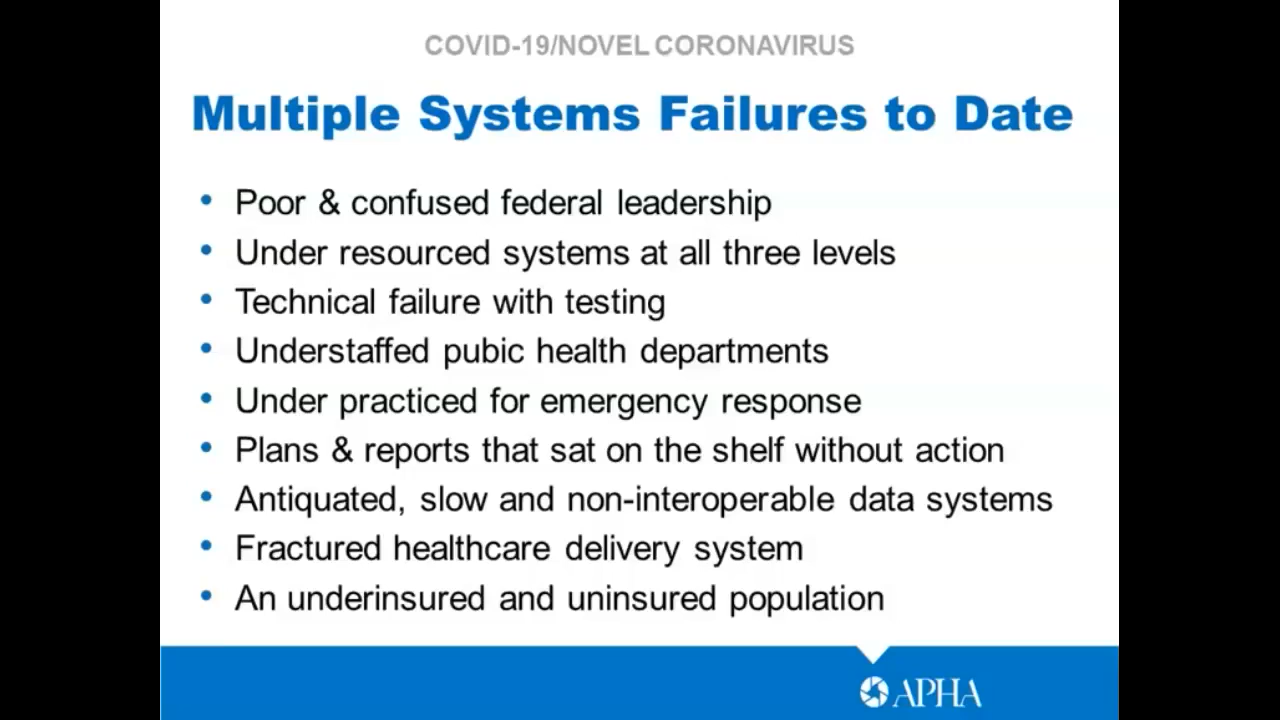 COVID-19/NOVEL CORONAVIRUS
Multiple Systems Failures to Date
• Poor & confused federal leadership
• Under resourced systems at all three levels
• Technical failure with testing
• Understaffed pubic health departments
• Under practiced for emergency response
• Plans & reports that sat on the shelf without action
• Antiquated, slow and non-interoperable data systems
• Fractured healthcare delivery system
• An underinsured and uninsured population
APHA